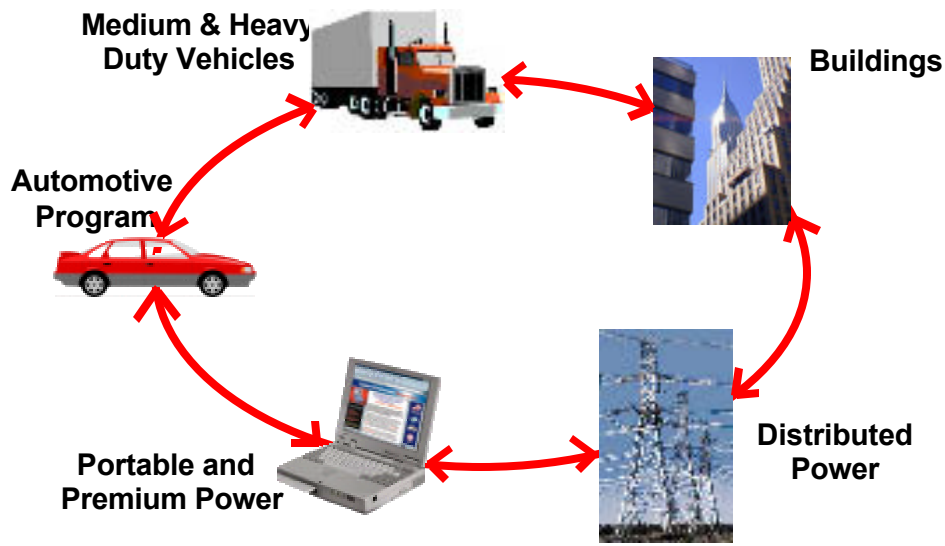 Medium & Heavy
Duty Vehicles
Buildings
Automotive
Program
Portable and
Premium Power
Distributed
Power